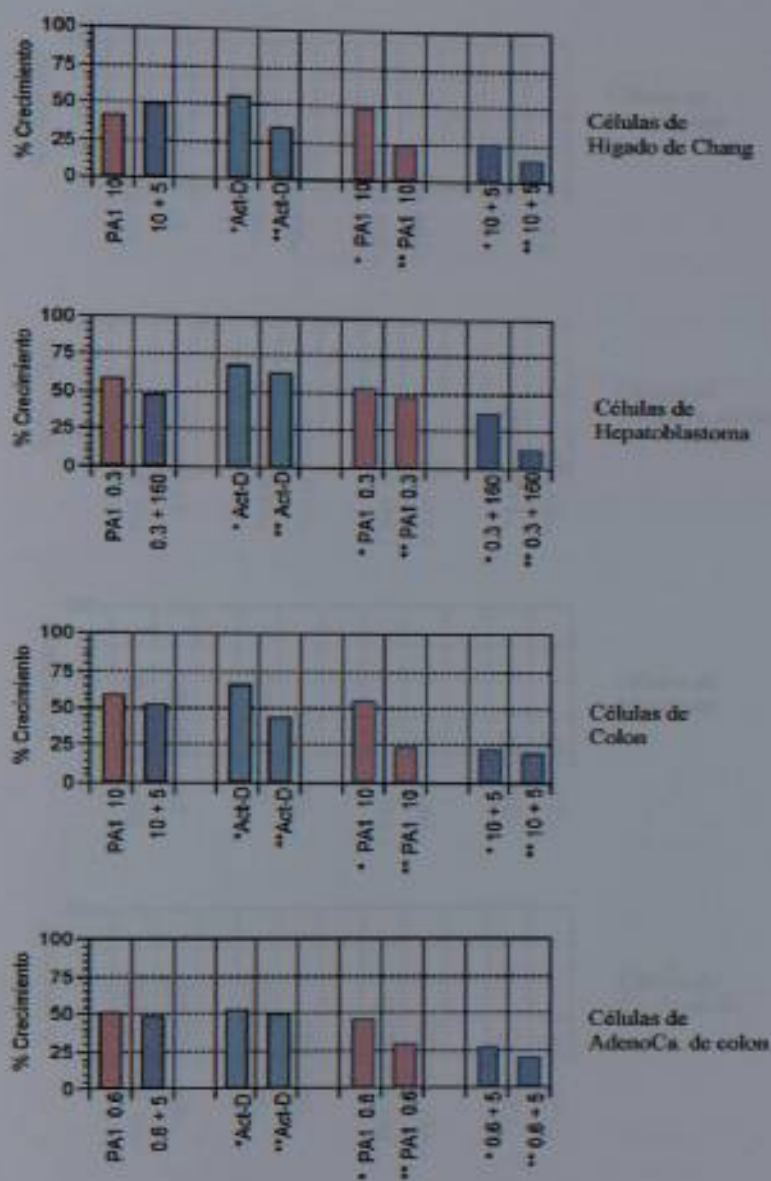 % Crecimiento
100
75
50
25
0
PA1 10
10 + 5
*Act-D
**Act-D
* PA1 10
** PA1 10
* 10 + 5
** 10 + 5
Células de
Higado de Chang
% Crecimiento
100
75
50
25
0
PA1 0.3
0.3 + 160
* Act-D
** Act-D
* PA1 0.3
** PA1 0.3
* 0.3 + 160
** 0.3 + 160
Células de
Hepatoblastoma
% Crecimiento
100
75
50
25
0
PA1 10
10 + 5
*Act-D
**Act-D
* PA1 10
** PA1 10
* 10 + 5
** 10 + 5
Células de
Colon
% Crecimiento
100
75
50
25
0
PA1 0.6
0.6 + 5
*Act-D
**Act-D
* PA1 0.6
** PA1 0.6
* 0.6 + 5
** 0.6 + 5
Células de
AdenoCa. de colon